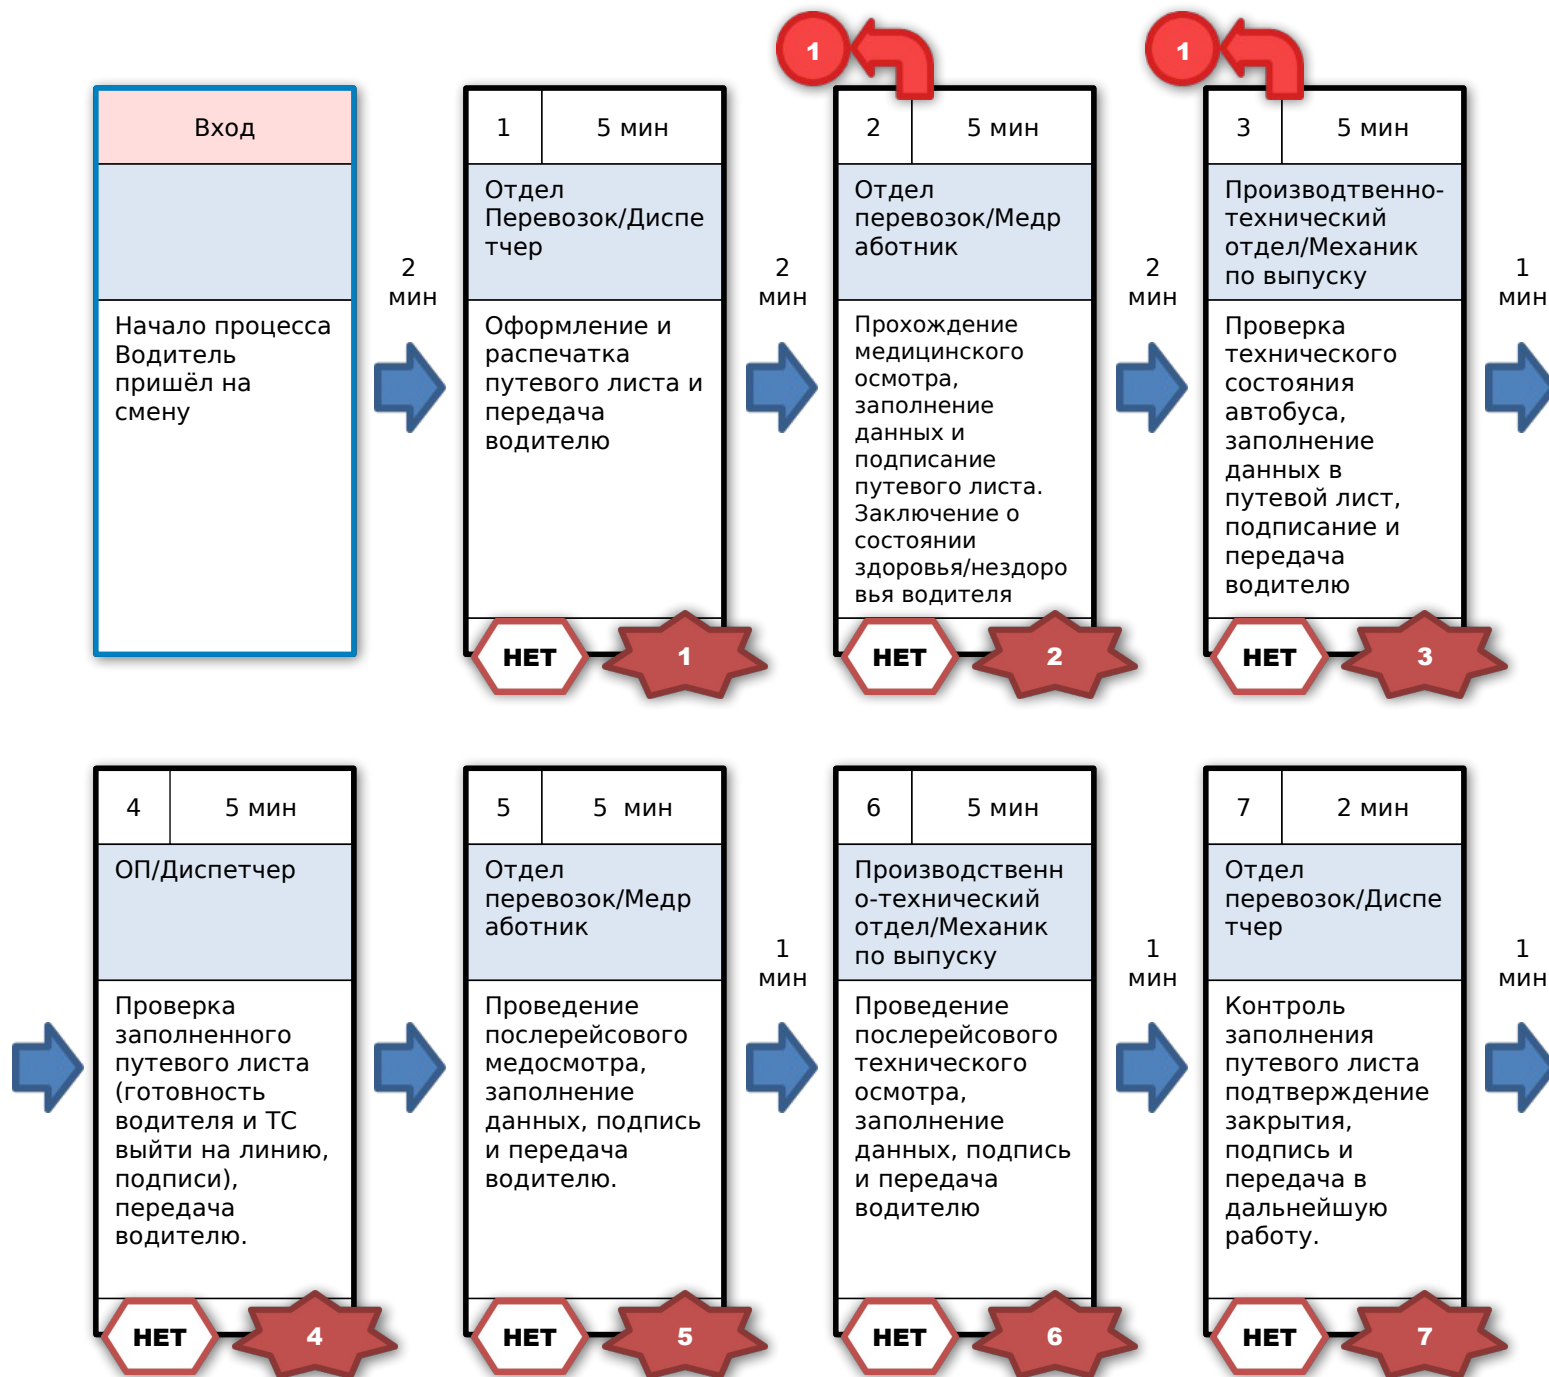 1
1
Вход
1
5 мин
2
5 мин
3
5 мин
Отдел
Перевозок/Диспе
тчер
Отдел
перевозок/Медр
аботник
Производтвенно-
технический
отдел/Механик
по выпуску
2
мин
2
мин
2
мин
1
мин
Начало процесса
Водитель
пришёл на
смену
Оформление и
распечатка
путевого листа и
передача
водителю
Прохождение
медицинского
осмотра,
заполнение
данных и
подписание
путевого листа.
Заключение о
состоянии
здоровья/нездоро
вья водителя
Проверка
технического
состояния
автобуса,
заполнение
данных в
путевой лист,
подписание и
передача
водителю
НЕТ
1
НЕТ
2
НЕТ
3
4
5 мин
5
5 мин
6
5 мин
7
2 мин
ОП/Диспетчер
Отдел
перевозок/Медр
аботник
Производственн
о-технический
отдел/Механик
по выпуску
Отдел
перевозок/Диспе
тчер
1
мин
1
мин
1
мин
Проверка
заполненного
путевого листа
(готовность
водителя и ТС
выйти на линию,
подписи),
передача
водителю.
Проведение
послерейсового
медосмотра,
заполнение
данных, подпись
и передача
водителю.
Проведение
послерейсового
технического
осмотра,
заполнение
данных, подпись
и передача
водителю
Контроль
заполнения
путевого листа
подтверждение
закрытия,
подпись и
передача в
дальнейшую
работу.
НЕТ
4
НЕТ
5
НЕТ
6
НЕТ
7